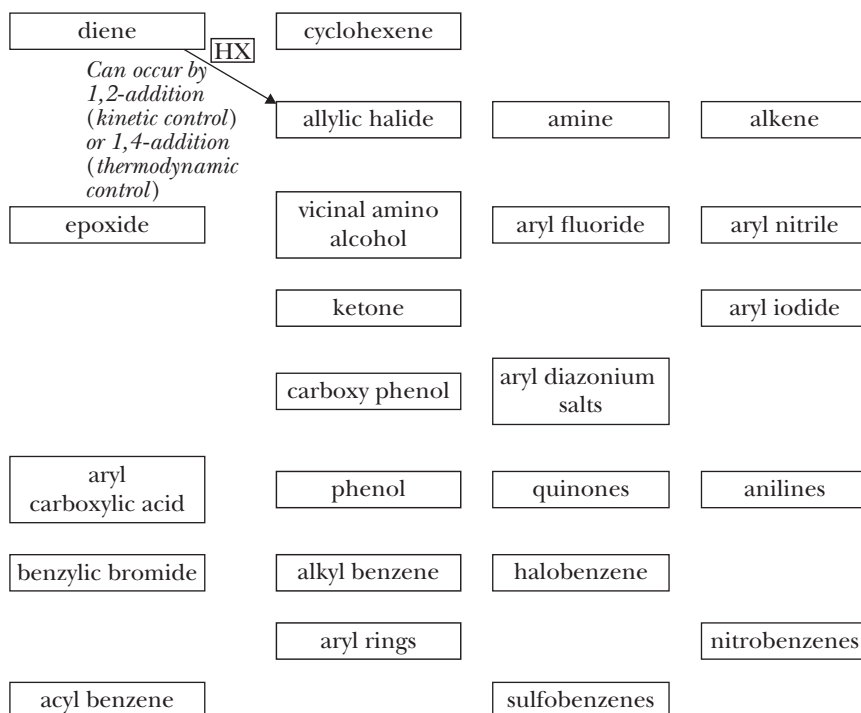 diene
cyclohexene
HX
Can occur by
1,2-addition
(kinetic control)
or 1,4-addition
(thermodynamic
control)
allylic halide
amine
alkene
epoxide
vicinal amino
alcohol
aryl fluoride
aryl nitrile
ketone
aryl iodide
carboxy phenol
aryl diazonium
salts
aryl
carboxylic acid
phenol
quinones
anilines
benzylic bromide
alkyl benzene
halobenzene
aryl rings
nitrobenzenes
acyl benzene
sulfobenzenes